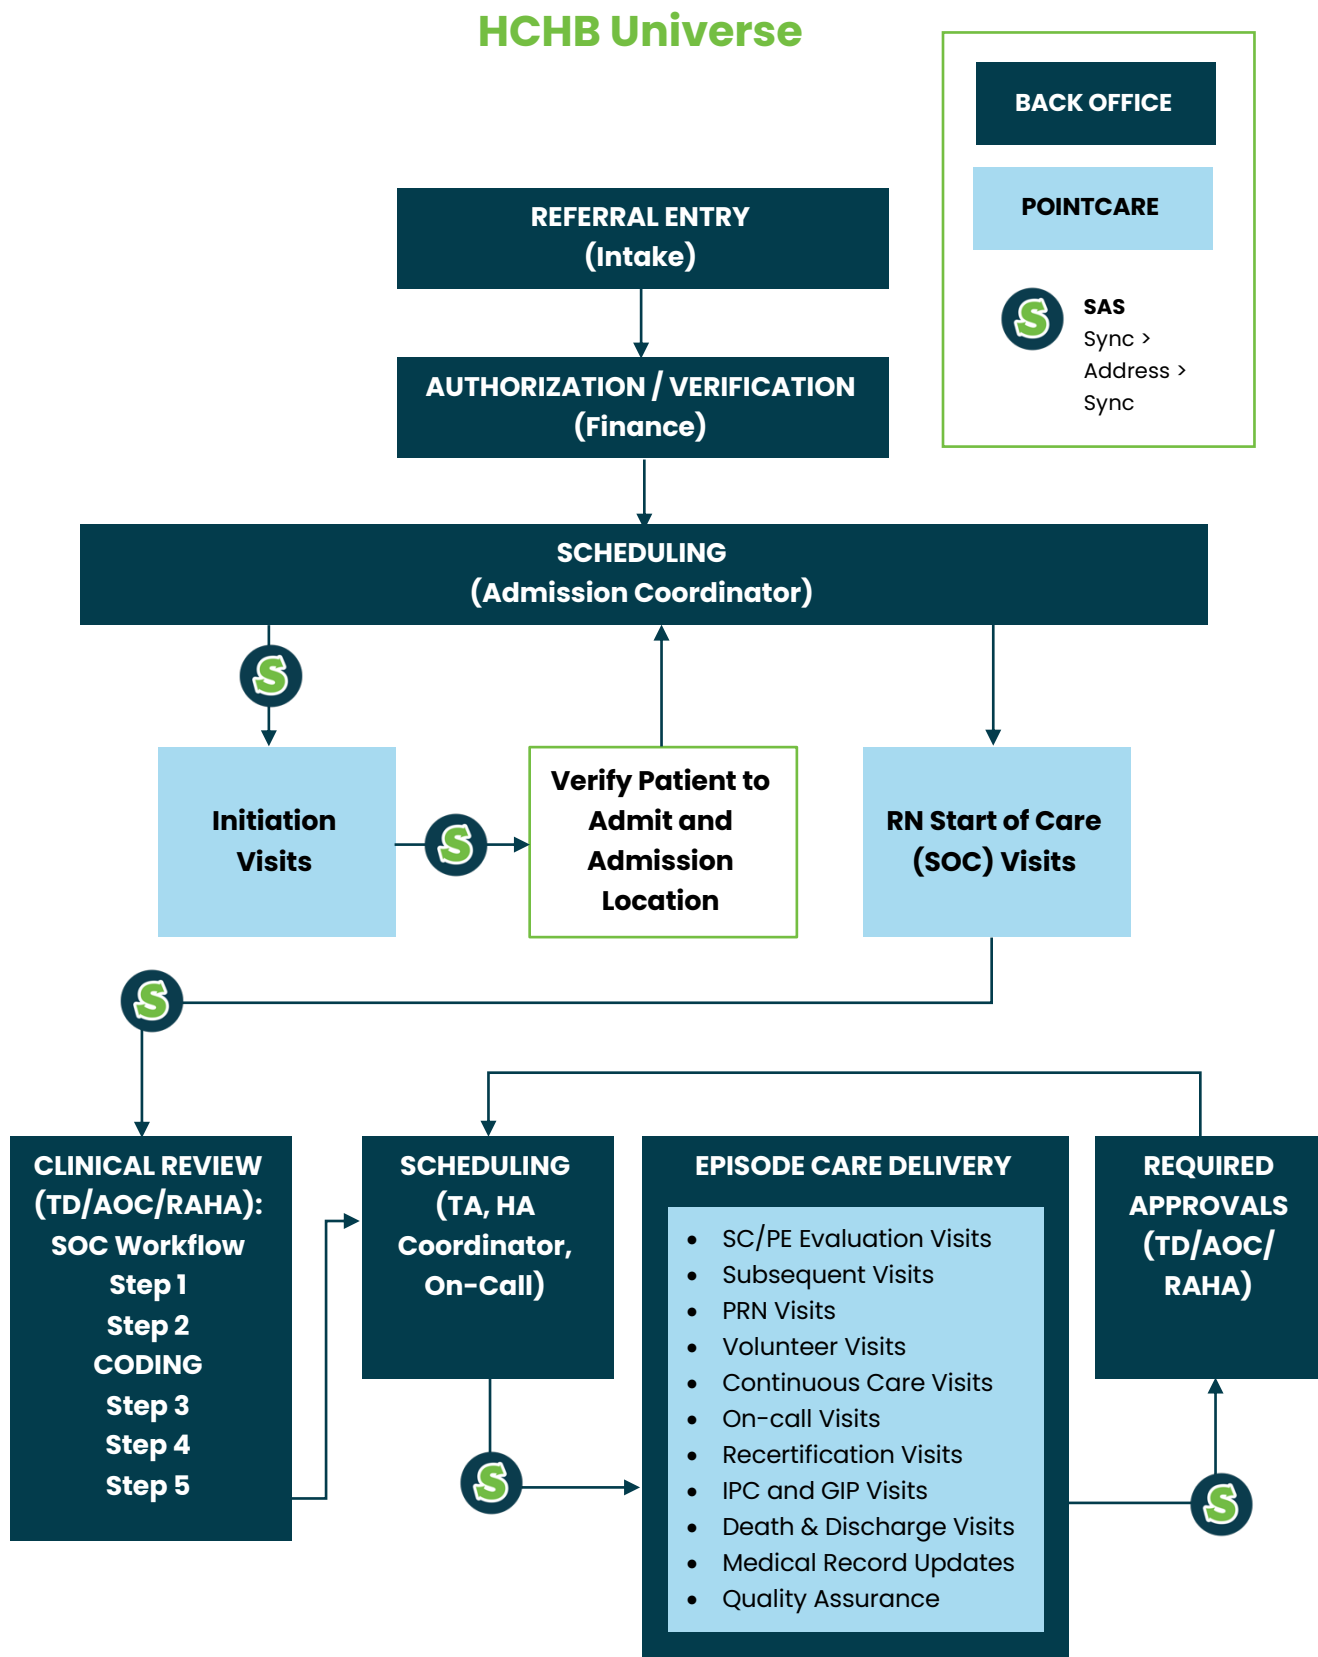 HCHB Universe
BACK OFFICE
POINTCARE
S
SAS
Sync >
Address >
Sync
REFERRAL ENTRY
(Intake)
AUTHORIZATION / VERIFICATION
(Finance)
SCHEDULING
(Admission Coordinator)
S
Initiation
Visits
S
Verify Patient to
Admit and
Admission
Location
RN Start of Care
(SOC) Visits
S
CLINICAL REVIEW
(TD/AOC/RAHA):
SOC Workflow
Step 1
Step 2
CODING
Step 3
Step 4
Step 5
SCHEDULING
(TA, HA
Coordinator,
On-Call)
S
EPISODE CARE DELIVERY
• SC/PE Evaluation Visits
• Subsequent Visits
• PRN Visits
• Volunteer Visits
• Continuous Care Visits
• On-call Visits
• Recertification Visits
• IPC and GIP Visits
• Death & Discharge Visits
• Medical Record Updates
• Quality Assurance
REQUIRED
APPROVALS
(TD/AOC/
RAHA)
S